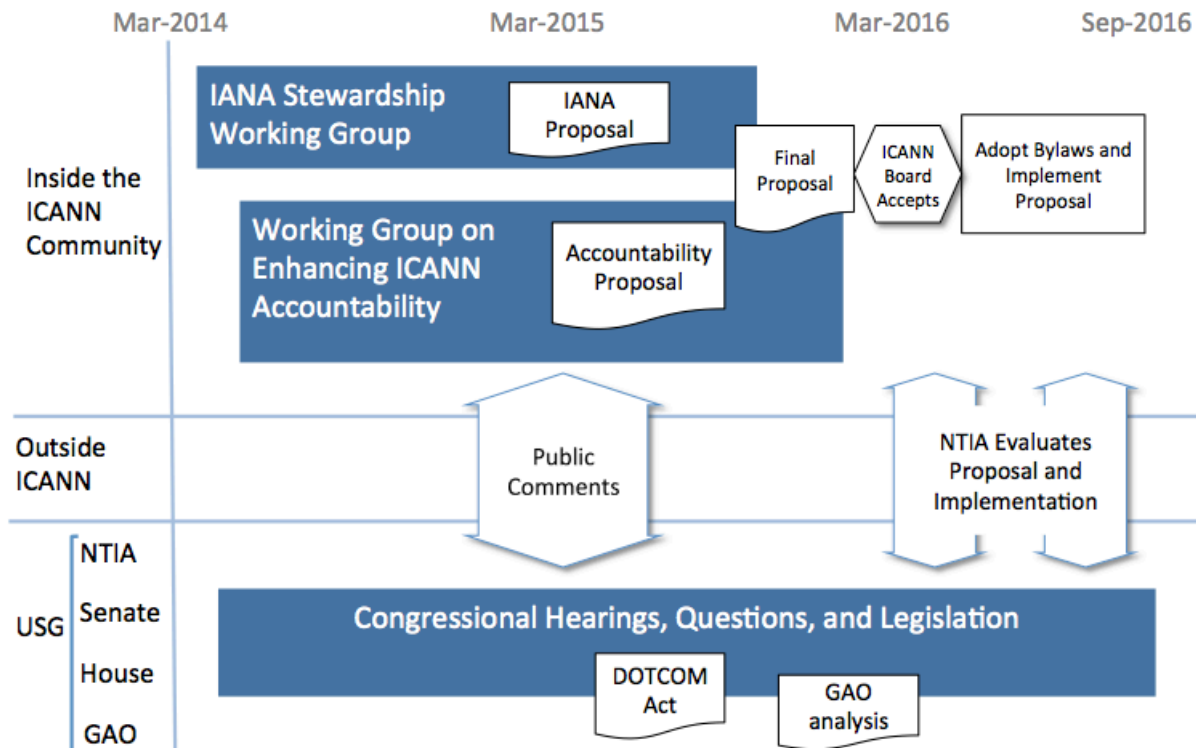 Mar-2014
Mar-2015
Mar-2016
Sep-2016
Inside the
ICANN
Community
IANA Stewardship
Working Group
IANA
Proposal
Working Group on
Enhancing ICANN
Accountability
Accountability
Proposal
Final
Proposal
ICANN
Board
Accepts
Adopt Bylaws and
Implement
Proposal
Outside
ICANN
Public
Comments
NTIA Evaluates
Proposal and
Implementation
USG
NTIA
Senate
House
GAO
Congressional Hearings, Questions, and Legislation
DOTCOM
Act
GAO
analysis